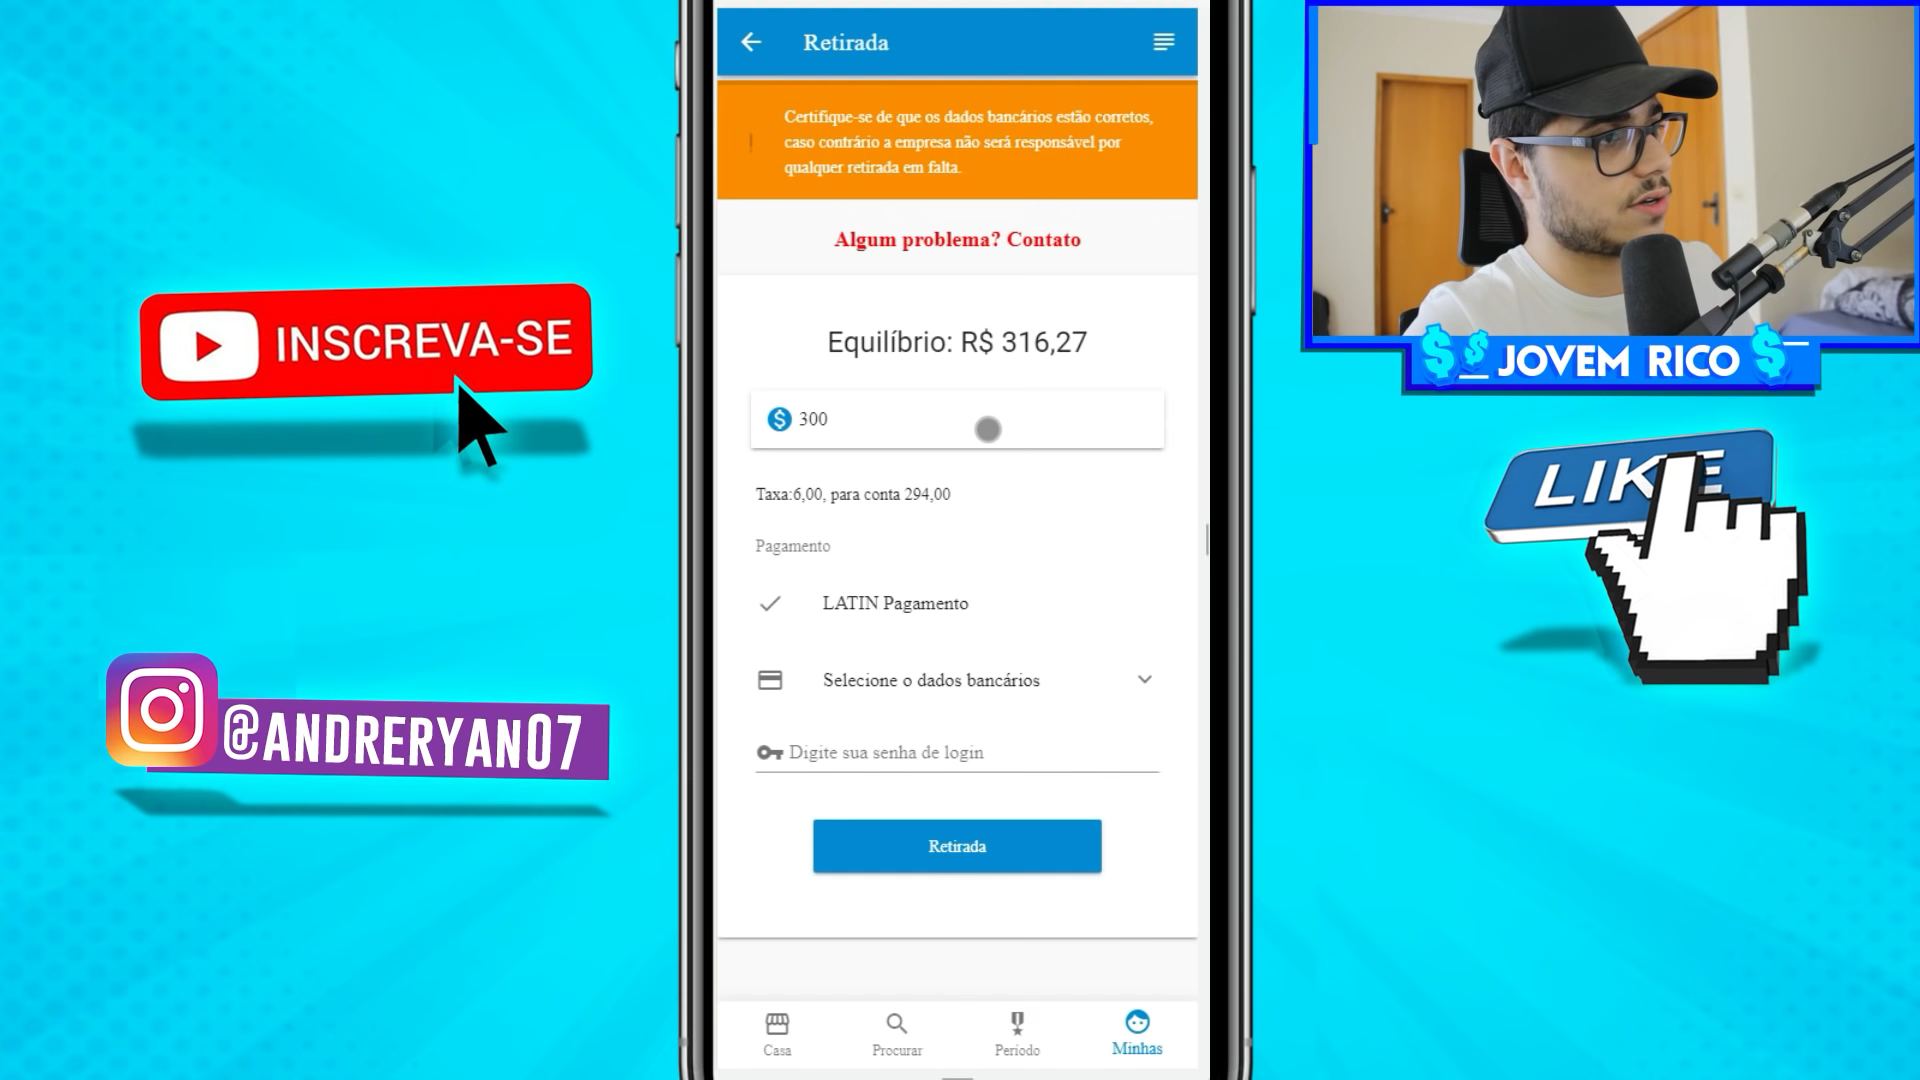 Retirada
Certifique-se de que os dados bancários estão corretos,
caso contrário a empresa não será responsável por
qualquer retirada em falta.
Algum problema? Contato
Equilíbrio: R$ 316,27
$ 300
Taxa:6,00, para conta 294,00
Pagamento
LATIN Pagamento
Selecione o dados bancários
Digite sua senha de login
Retirada
Casa
Procurar
Período
Minhas
INSCREVA-SE
@ANDRERYAN07
$ $ JOVEM RICO $
LIKE